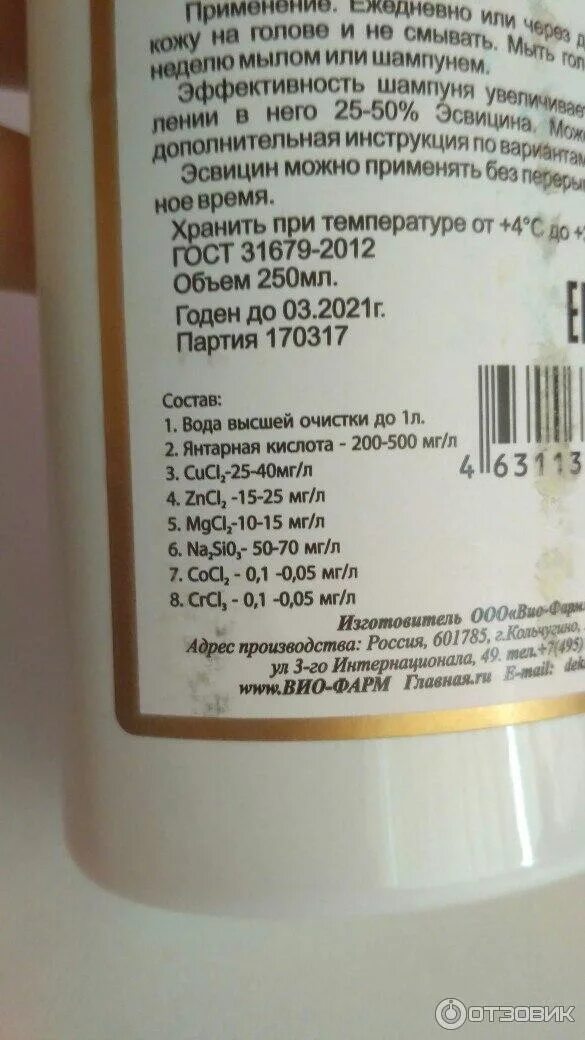 Применение. Ежедневно или через
кожу на голове и не смывать. Мыть
неделю мылом или шампунем.
Эффективность шампуня
в него 25-50% Эсвицина.
дополнительная инструкция по
Эсвицин можно применять без
ное время.
Хранить при температуре от +4°C до
ГОСТ 31679-2012
Объем 250мл.
Годен до 03.2021г.
Партия 170317
Состав:
1. Вода высшей очистки до 1л.
2. Янтарная кислота - 200-500 мг/л
3. CuCl₂-25-40мг/л
4. ZnCl₂ -15-25 мг/л
5. MgCl₂-10-15 мг/л
6. Na₂SiO₃- 50-70 мг/л
7. CoCl₂ - 0,1 -0,05 мг/л
8. CrCl₃ - 0,1 -0,05 мг/л
4 63113
Изготовитель ООО«Вио-Фарм
Адрес производства: Россия, 601785, г.Кольчугино,
ул 3-го Интернационала, 49. тел.+7(495)
www.ВИО-ФАРМ Главная.ru E-mail:
ОТЗОВИК